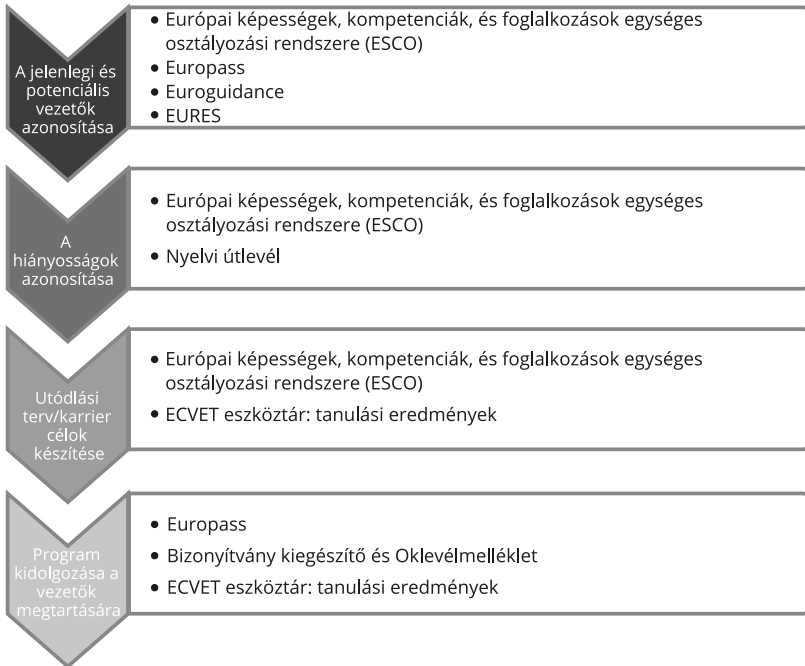 A jelenlegi és
potenciális
vezetők
azonosítása
• Európai képességek, kompetenciák, és foglalkozások egységes
osztályozási rendszere (ESCO)
• Europass
• Euroguidance
• EURES
A
hiányosságok
azonosítása
• Európai képességek, kompetenciák, és foglalkozások egységes
osztályozási rendszere (ESCO)
• Nyelvi útlevél
Utódlási
terv/karrier
célok
készítése
• Európai képességek, kompetenciák, és foglalkozások egységes
osztályozási rendszere (ESCO)
• ECVET eszköztár: tanulási eredmények
Program
kidolgozása a
vezetők
megtartására
• Europass
• Bizonyítvány kiegészítő és Oklevélmelléklet
• ECVET eszköztár: tanulási eredmények